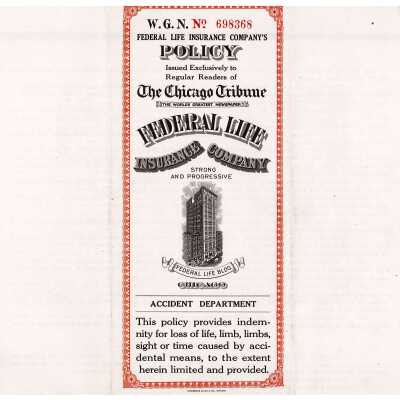 W. G. N. No 698368
FEDERAL LIFE INSURANCE COMPANY'S
POLICY
Issued Exclusively to
Regular Readers of
The Chicago Tribune
THE WORLD'S GREATEST NEWSPAPER
FEDERAL LIFE
INSURANCE COMPANY
STRONG
AND PROGRESSIVE
FEDERAL LIFE BLDG.
CHICAGO
ACCIDENT DEPARTMENT
This policy provides indem-
nity for loss of life, limb, limbs,
sight or time caused by acci-
dental means, to the extent
herein limited and provided.